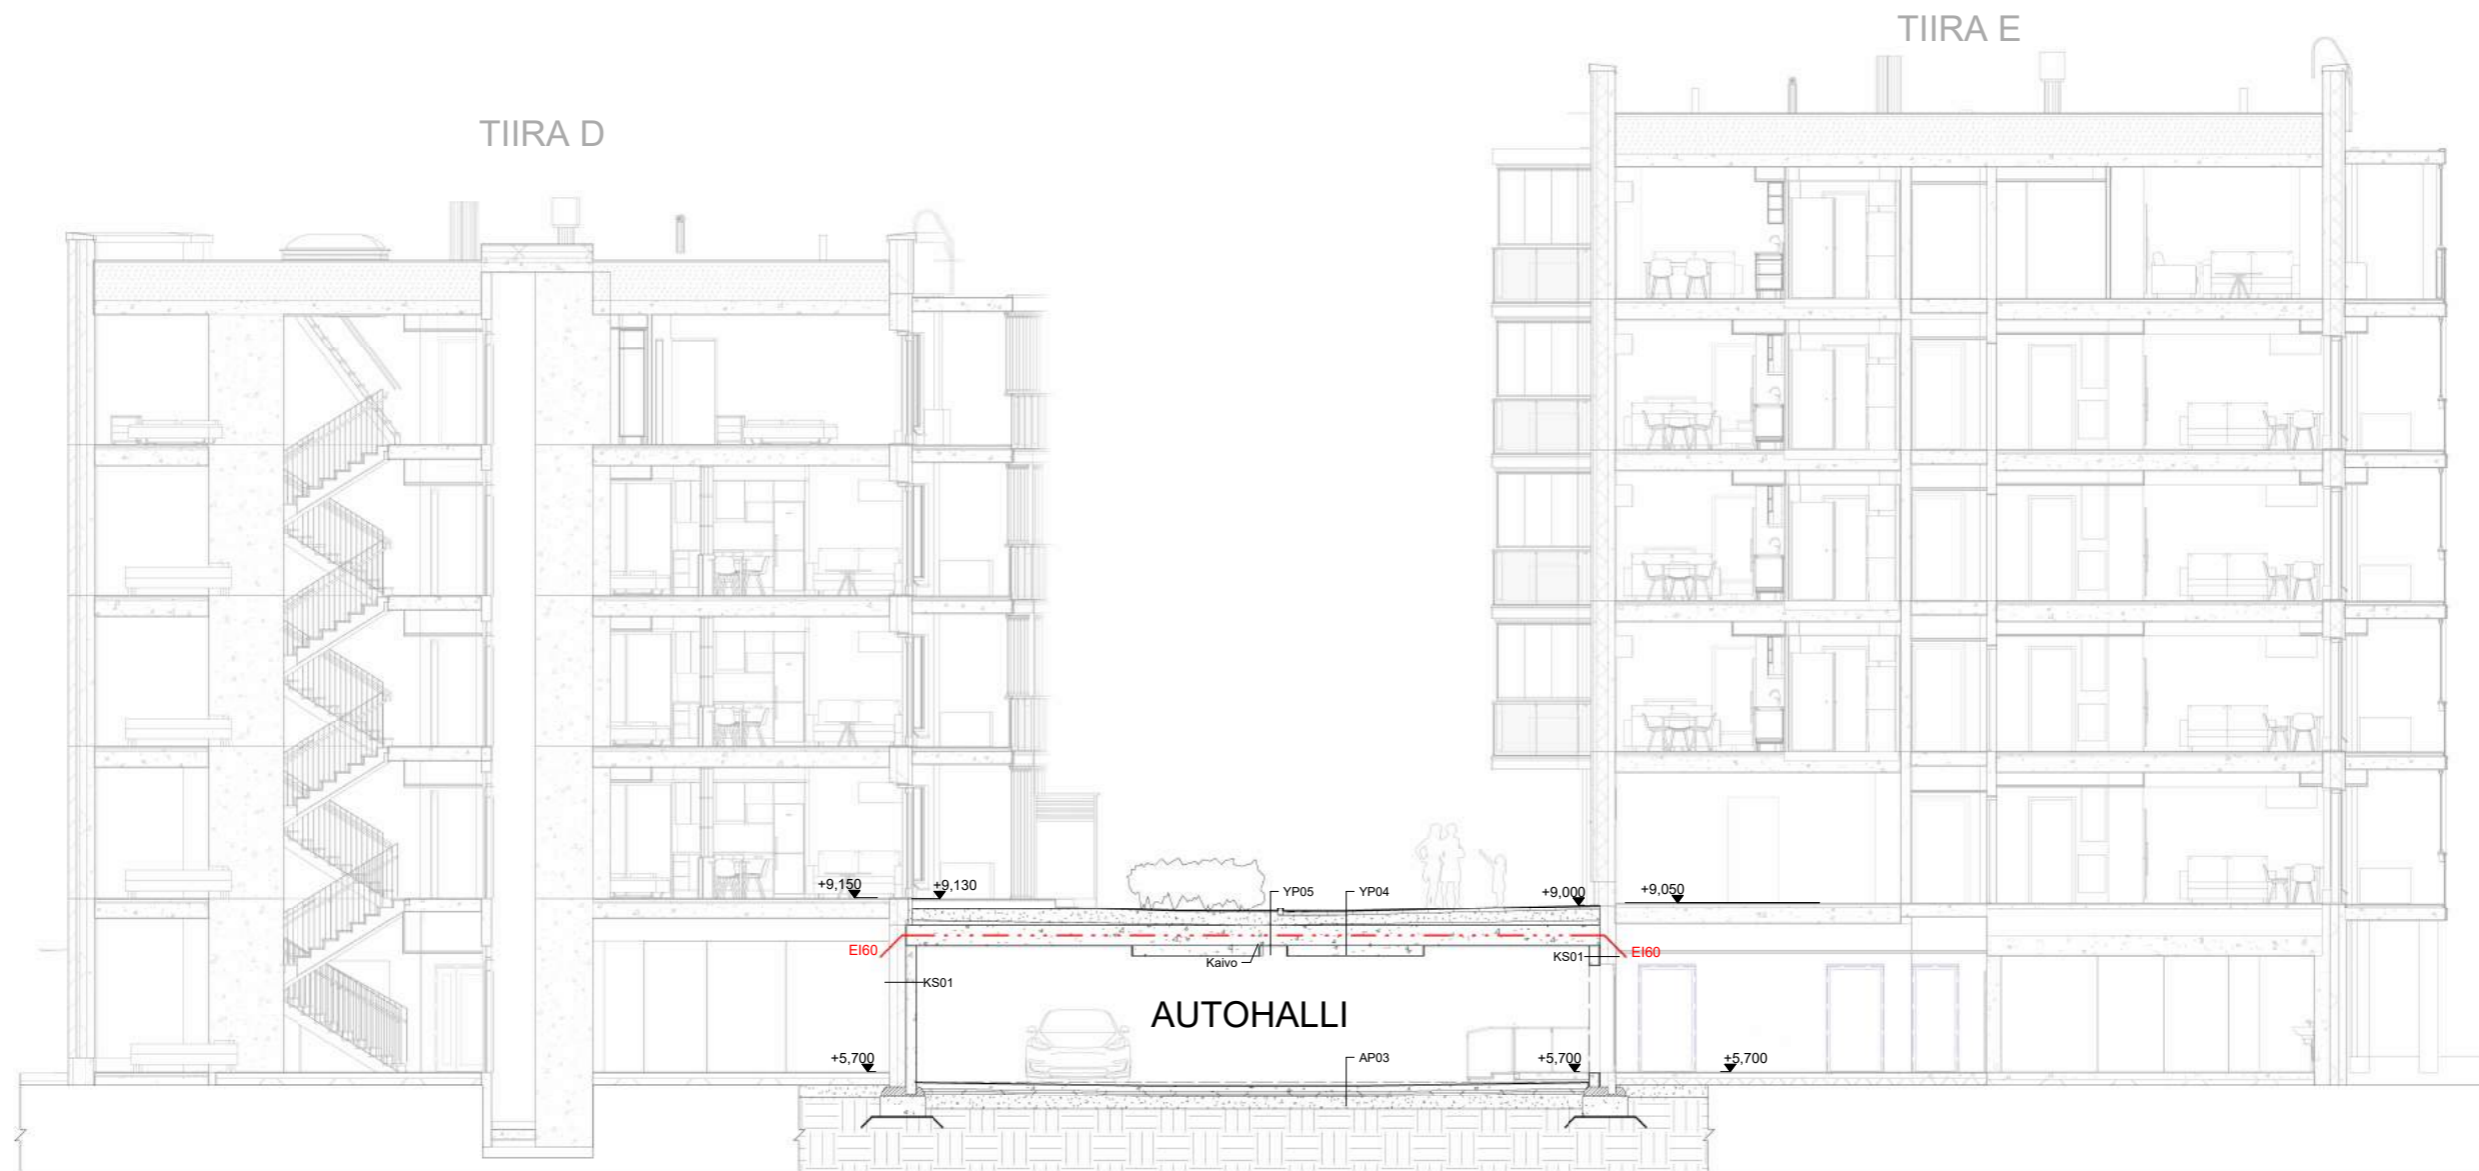 TIIRA E
TIIRA D
+9,150
+9,130
YP05
YP04
+9,000
+9,050
EI60
Kaivo
KS01
EI60
KS01
AUTOHALLI
+5,700
AP03
+5,700
+5,700